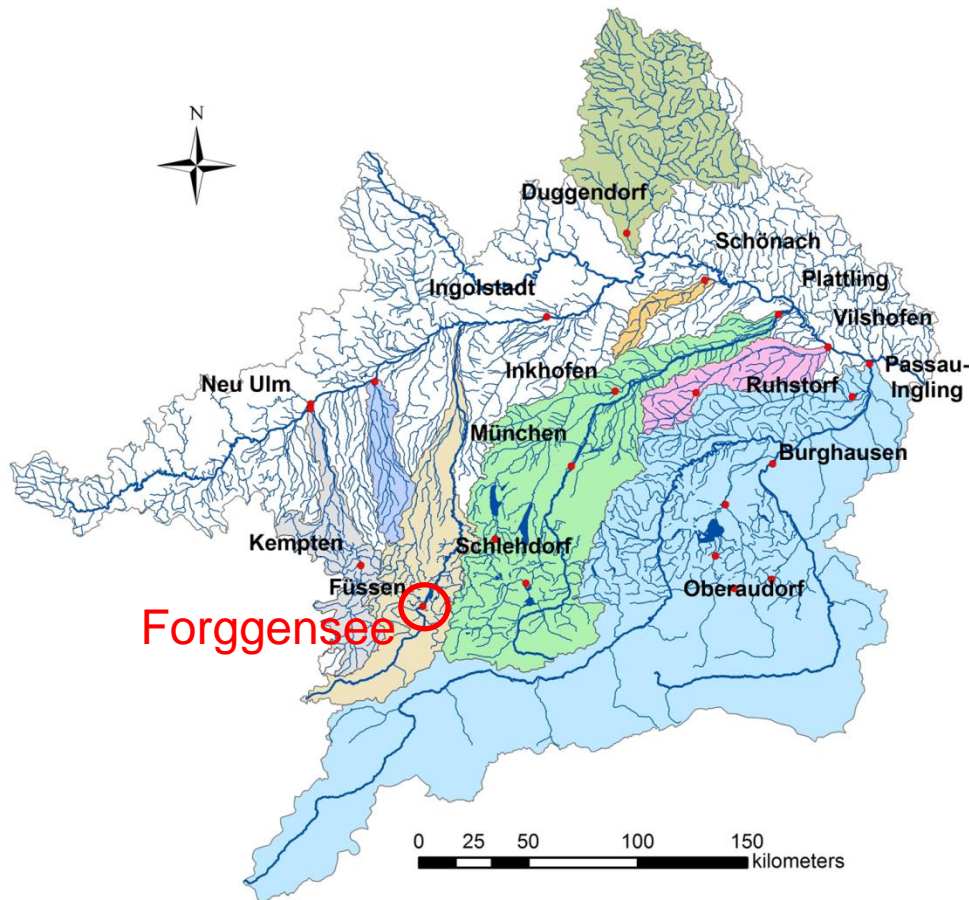 N
Duggendorf
Schönach
Ingolstadt
Plattling
Vilshofen
Neu Ulm
Inkhofen
Passau-
Ingling
Ruhstorf
München
Burghausen
Kempten
Schlehdorf
Füssen
Oberaudorf
Forggensee
0 25 50 100 150
kilometers